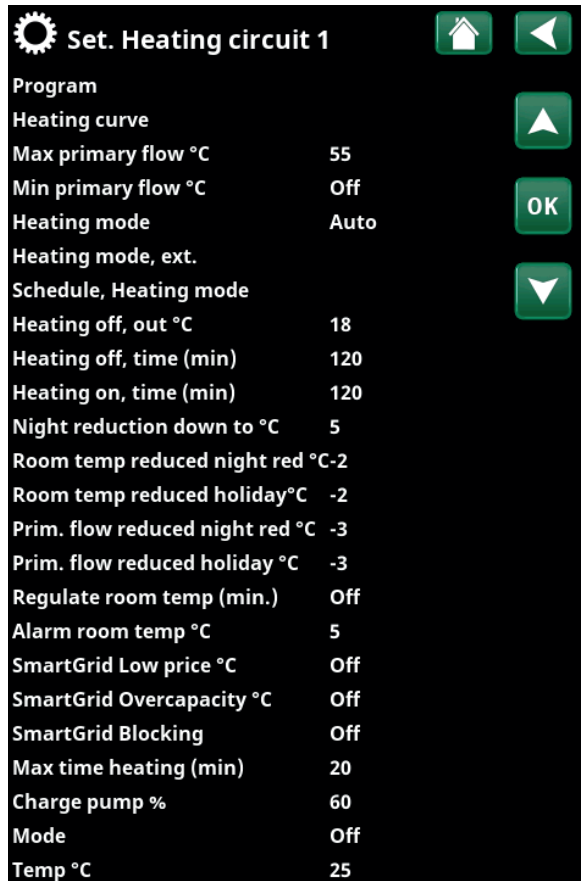 Set. Heating circuit 1
Program
Heating curve
Max primary flow °C 55
Min primary flow °C Off
OK
Heating mode Auto
Heating mode, ext.
Schedule, Heating mode
Heating off, out °C 18
Heating off, time (min) 120
Heating on, time (min) 120
Night reduction down to °C 5
Room temp reduced night red °C-2
Room temp reduced holiday°C -2
Prim. flow reduced night red °C -3
Prim. flow reduced holiday °C -3
Regulate room temp (min.) Off
Alarm room temp °C 5
SmartGrid Low price °C Off
SmartGrid Overcapacity °C Off
SmartGrid Blocking Off
Max time heating (min) 20
Charge pump % 60
Mode Off
Temp °C 25